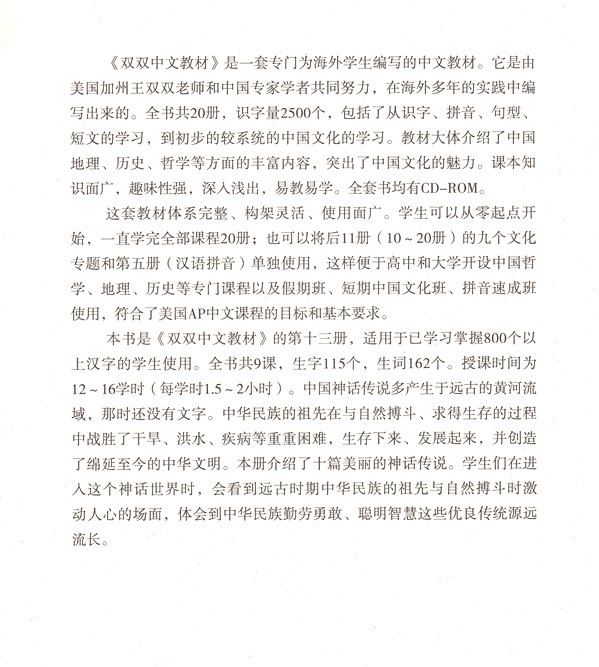 《双双中文教材》是一套专门为海外学生编写的中文教材。它是由
美国加州王双双老师和中国专家学者共同努力，在海外多年的实践中编
写出来的。全书共20册，识字量2500个，包括了从识字、拼音、句型、
短文的学习，到初步的较系统的中国文化的学习。教材大体介绍了中国
地理、历史、哲学等方面的丰富内容，突出了中国文化的魅力。课本知
识面广，趣味性强，深入浅出，易教易学。全套书均有CD-ROM。
这套教材体系完整、构架灵活、使用面广。学生可以从零起点开
始，一直学完全部课程20册；也可以将后11册（10～20册）的九个文化
专题和第五册（汉语拼音）单独使用，这样便于高中和大学开设中国哲
学、地理、历史等专门课程以及假期班、短期中国文化班、拼音速成班
使用，符合了美国AP中文课程的目标和基本要求。
本书是《双双中文教材》的第十三册，适用于已学习掌握800个以
上汉字的学生使用。全书共9课，生字115个，生词162个。授课时间为
12～16学时（每学时1.5～2小时）。中国神话传说多产生于远古的黄河流
域，那时还没有文字。中华民族的祖先在与自然搏斗、求得生存的过程
中战胜了干旱、洪水、疾病等重重困难，生存下来、发展起来，并创造
了绵延至今的中华文明。本册介绍了十篇美丽的神话传说。学生们在进
入这个神话世界时，会看到远古时期中华民族的祖先与自然搏斗时激
动人心的场面，体会到中华民族勤劳勇敢、聪明智慧这些优良传统源远
流长。